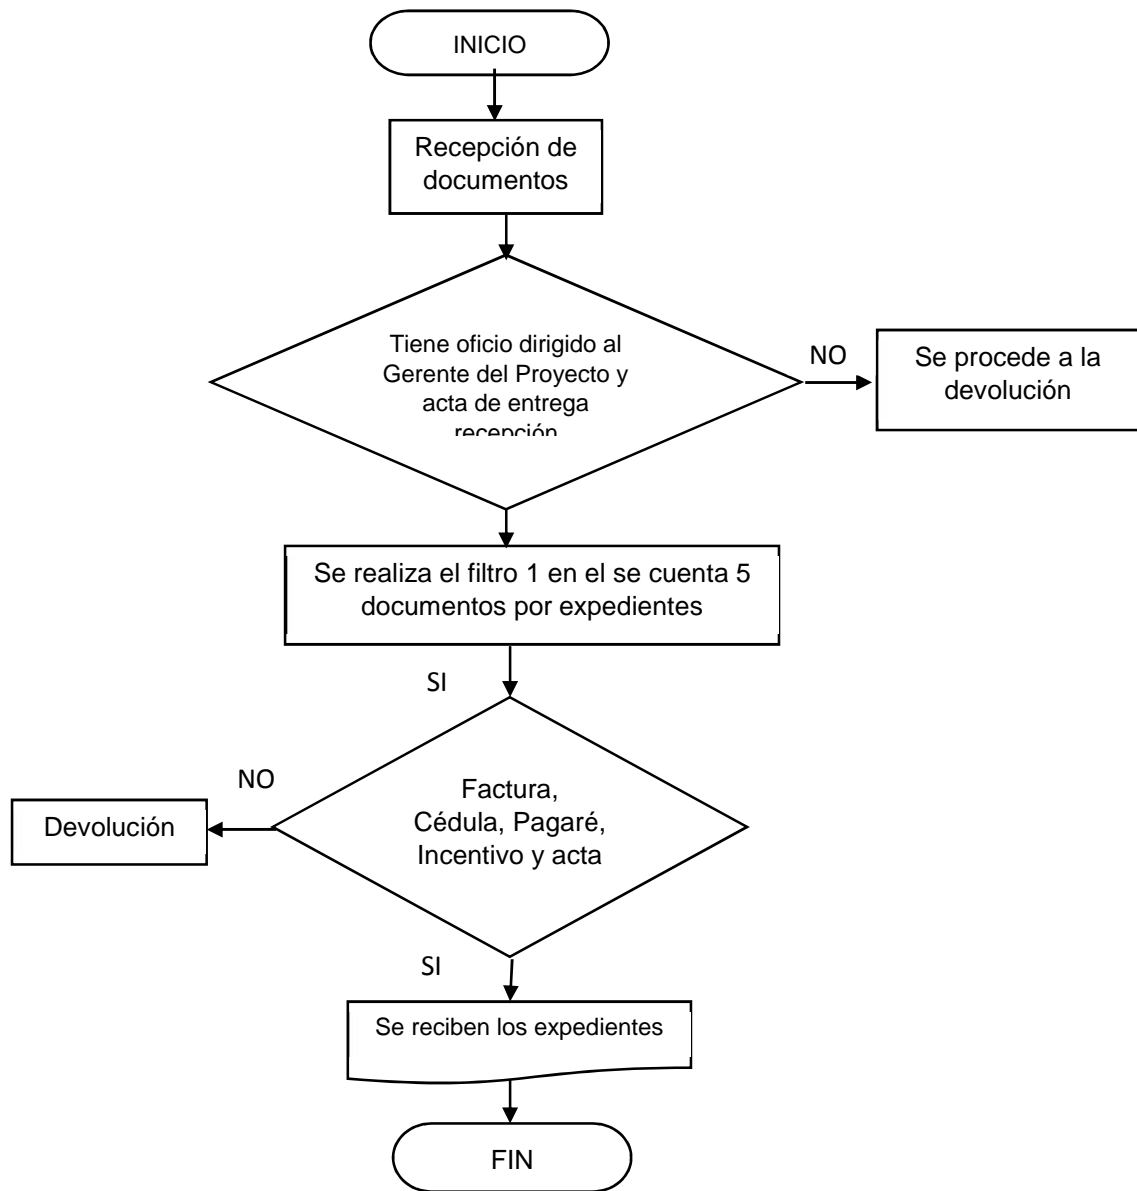 INICIO
Recepción de
documentos
Tiene oficio dirigido al
Gerente del Proyecto y
acta de entrega
recepción
NO
Se procede a la
devolución
Se realiza el filtro 1 en el se cuenta 5
documentos por expedientes
SI
NO
Factura,
Cédula, Pagaré,
Incentivo y acta
Devolución
SI
Se reciben los expedientes
FIN